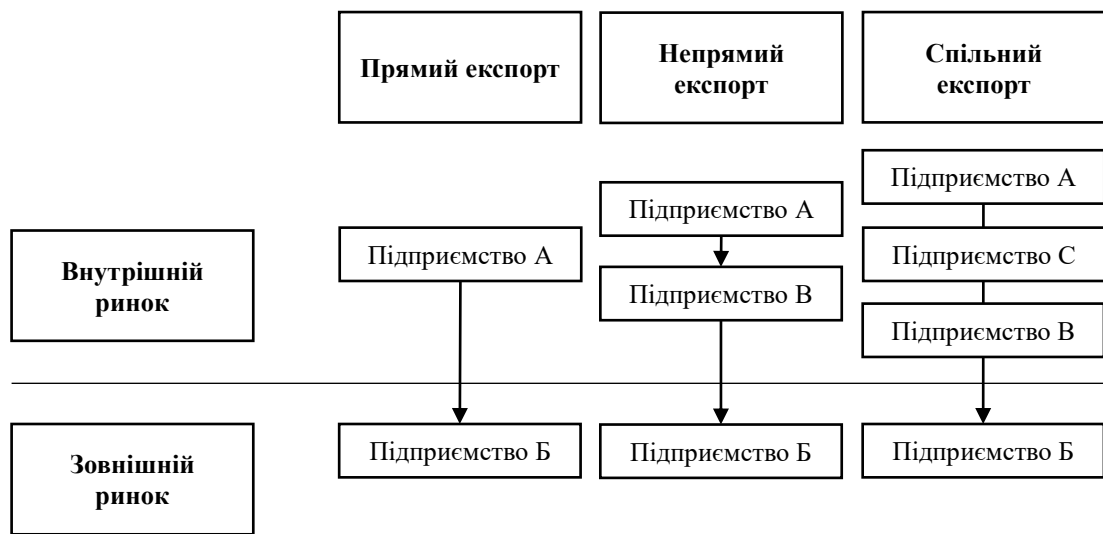 Прямий експорт
Непрямий
експорт
Спільний
експорт
Внутрішній
ринок
Підприємство А
Підприємство А
Підприємство В
Підприємство А
Підприємство С
Підприємство В
Зовнішній
ринок
Підприємство Б
Підприємство Б
Підприємство Б